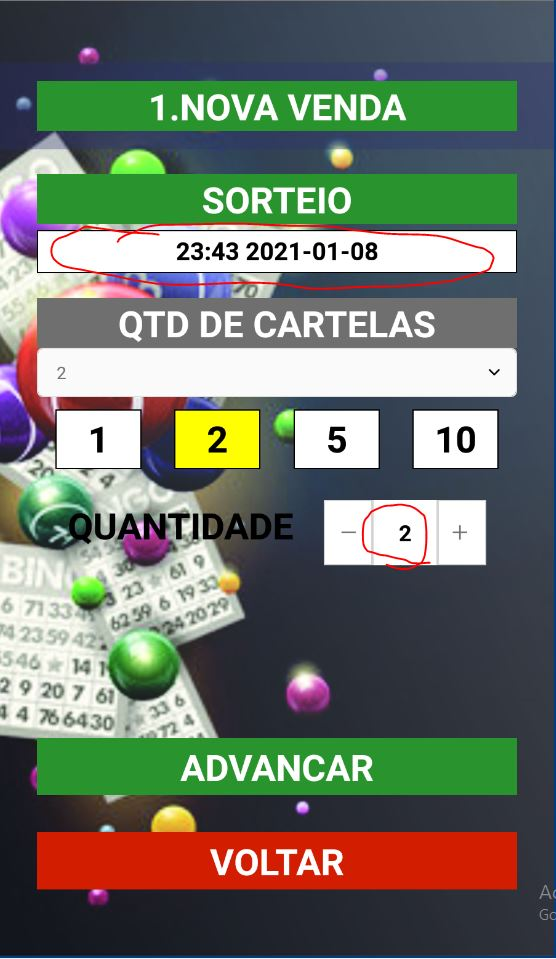 1.NOVA VENDA
SORTEIO
23:43 2021-01-08
QTD DE CARTELAS
2
1 2 5 10
QUANTIDADE − 2 +
ADVANCAR
VOLTAR